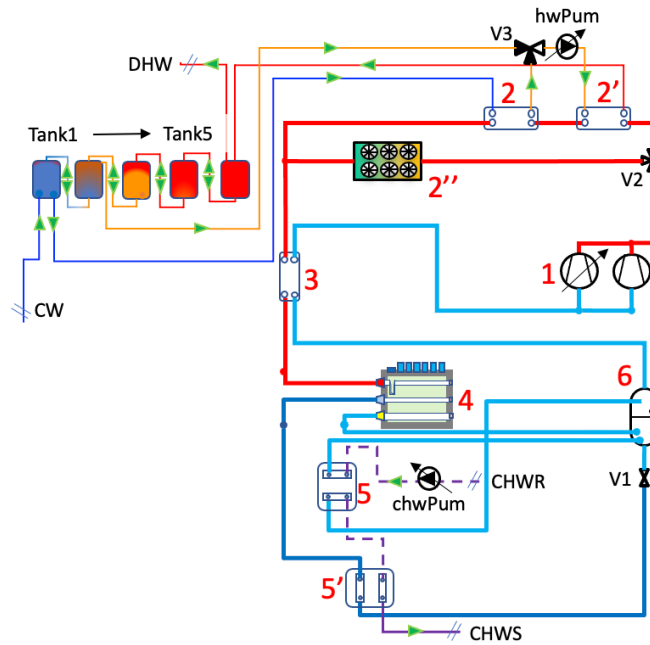 hwPum
V3
DHW
2
2'
Tank1
Tank5
2''
V2
1
3
CW
6
4
CHWR
V1
5
chwPum
5'
CHWS